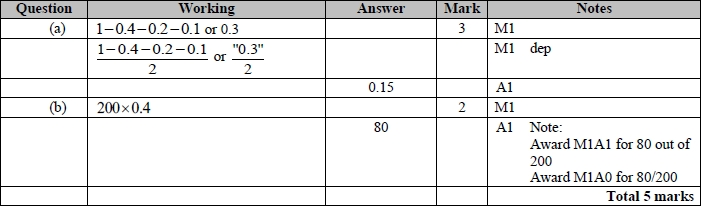 Question Working Answer Mark Notes
(a) 1−0.4−0.2−0.1 or 0.3 3 M1
1−0.4−0.2−0.1 / 2 or "0.3" / 2 M1 dep
0.15 A1
(b) 200×0.4 2 M1
80 A1 Note:
Award M1A1 for 80 out of
200
Award M1A0 for 80/200
Total 5 marks